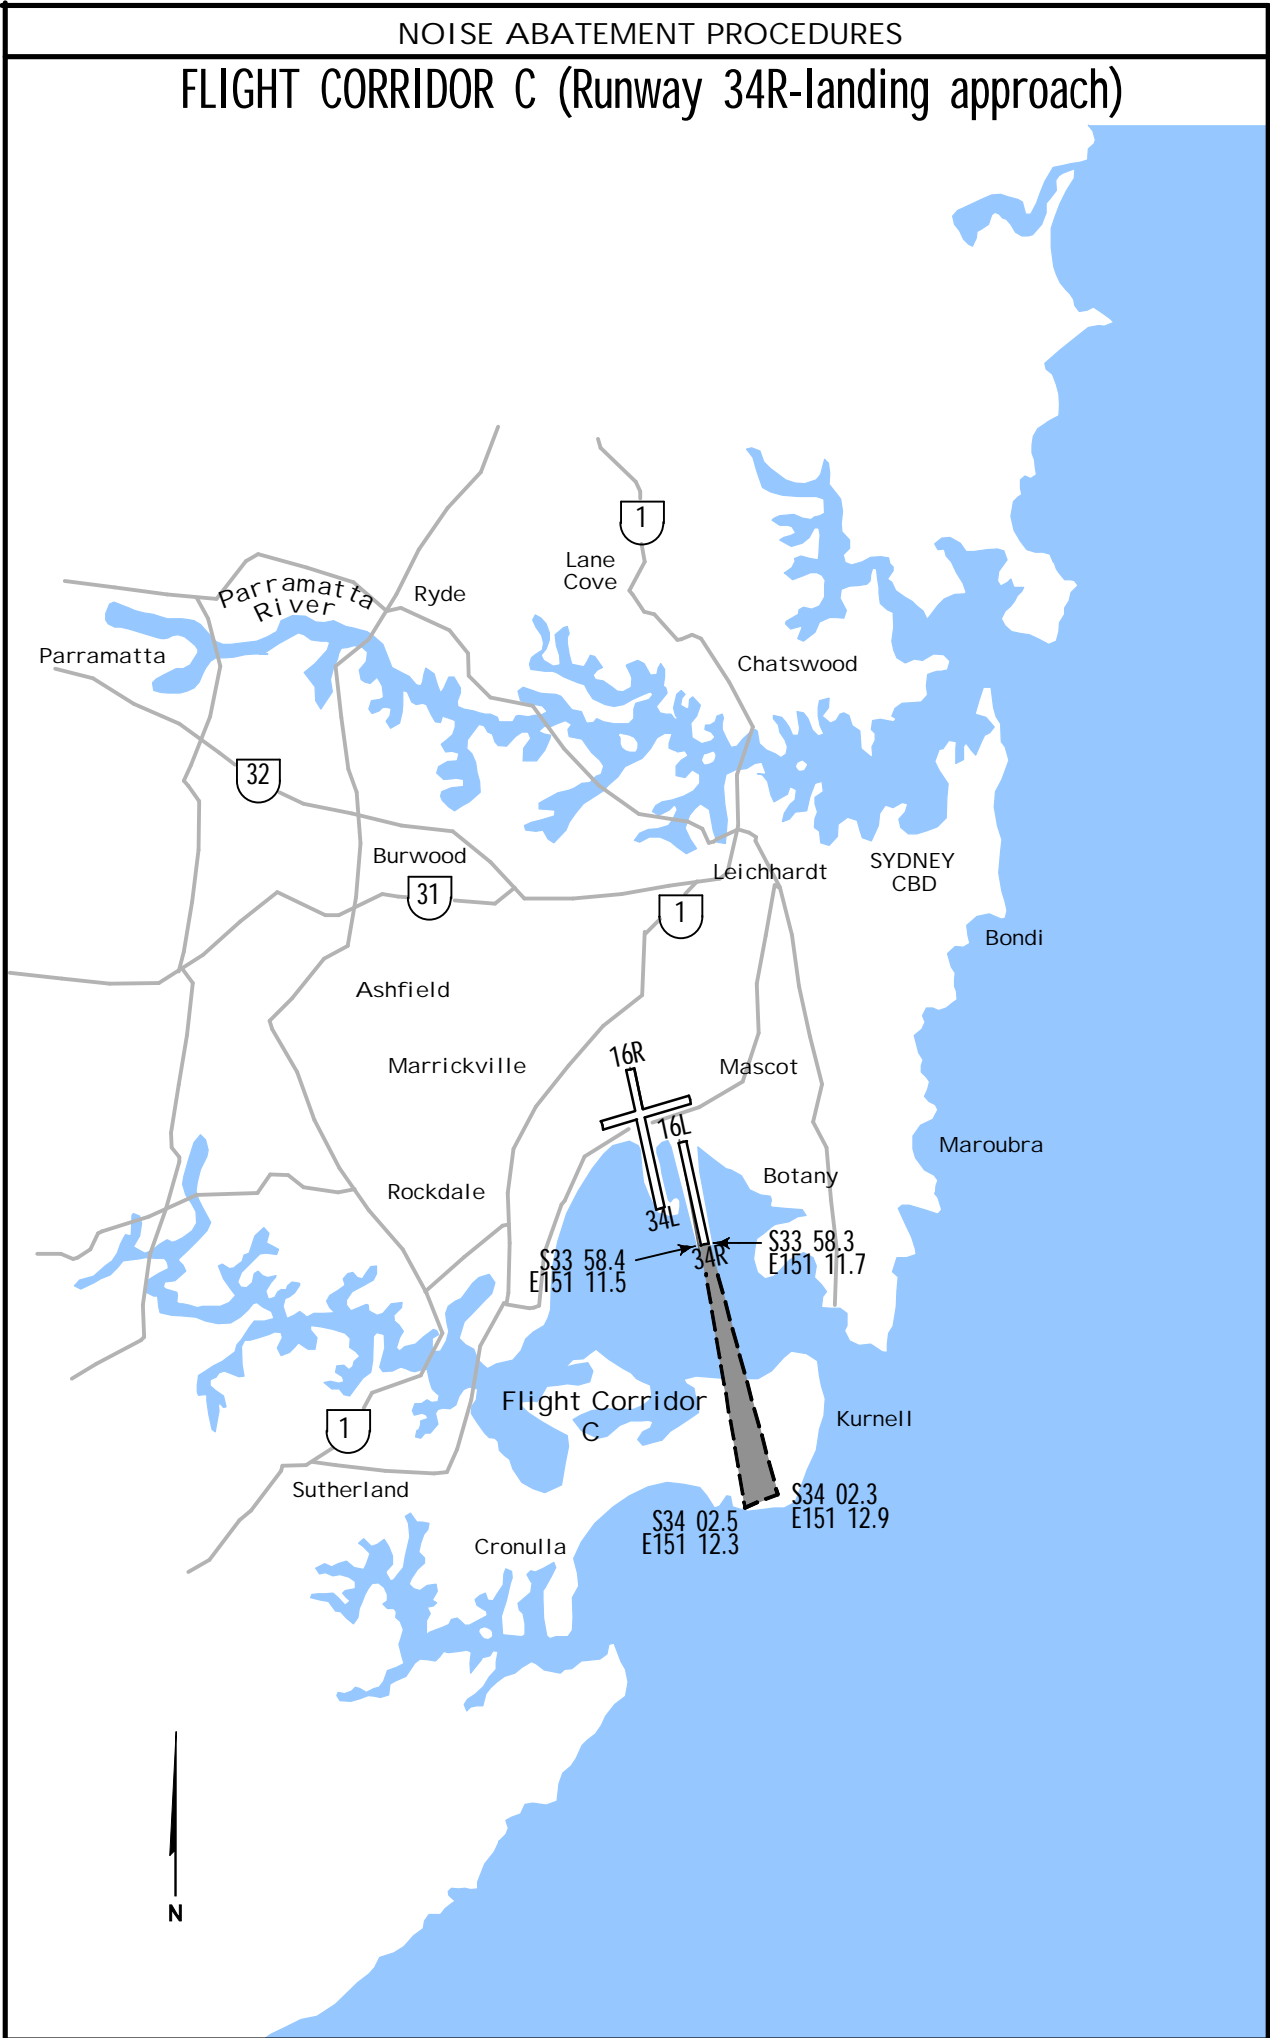 NOISE ABATEMENT PROCEDURES
FLIGHT CORRIDOR C (Runway 34R-landing approach)
1
Lane
Cove
Parramatta
River
Ryde
Parramatta
Chatswood
32
Burwood
31
Leichhardt
SYDNEY
CBD
1
Bondi
Ashfield
16R
Marrickville
Mascot
16L
Maroubra
Botany
Rockdale
34L
S33 58.4
E151 11.5
34R
S33 58.3
E151 11.7
Flight Corridor
C
Kurnell
1
Sutherland
S34 02.3
E151 12.9
S34 02.5
E151 12.3
Cronulla
N